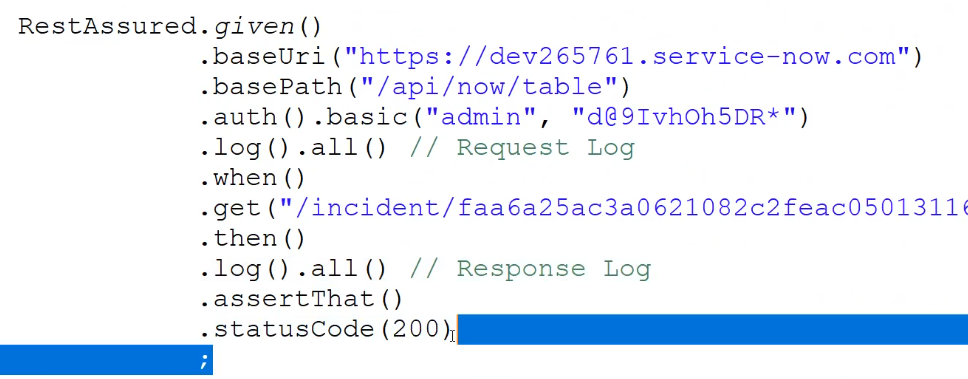 RestAssured.given()
.baseUri("https://dev265761.service-now.com")
.basePath("/api/now/table")
.auth().basic("admin", "d@9IvhOh5DR*")
.log().all() // Request Log
.when()
.get("/incident/faa6a25ac3a0621082c2feac05013116
.then()
.log().all() // Response Log
.assertThat()
.statusCode(200)
;